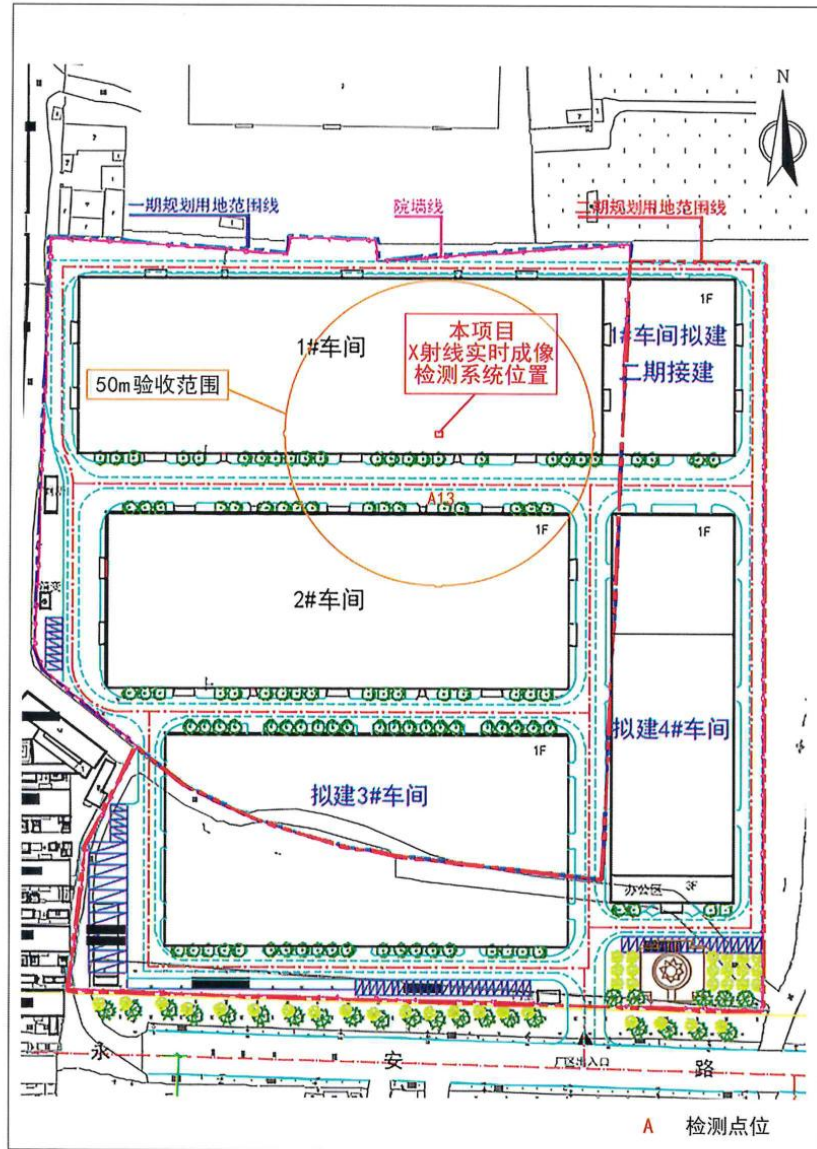 N
一期规划用地范围线
院墙线
二期规划用地范围线
1F
1#车间
本项目
X射线实时成像
检测系统位置
1#车间拟建
二期接建
50m验收范围
A13
1F
1F
2#车间
拟建4#车间
1F
拟建3#车间
办公区
3F
永安路
厂区出入口
A 检测点位